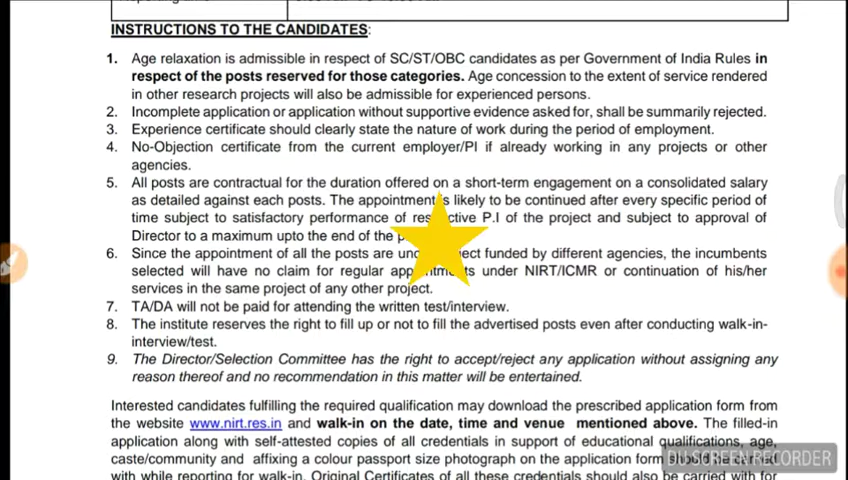 INSTRUCTIONS TO THE CANDIDATES:
1. Age relaxation is admissible in respect of SC/ST/OBC candidates as per Government of India Rules in
respect of the posts reserved for those categories. Age concession to the extent of service rendered
in other research projects will also be admissible for experienced persons.
2. Incomplete application or application without supportive evidence asked for, shall be summarily rejected.
3. Experience certificate should clearly state the nature of work during the period of employment.
4. No-Objection certificate from the current employer/PI if already working in any projects or other
agencies.
5. All posts are contractual for the duration offered on a short-term engagement on a consolidated salary
as detailed against each posts. The appointment is likely to be continued after every specific period of
time subject to satisfactory performance of P.I of the project and subject to approval of
Director to a maximum upto the end of the
6. Since the appointment of all the posts are funded by different agencies, the incumbents
selected will have no claim for regular under NIRT/ICMR or continuation of his/her
services in the same project of any other project.
7. TA/DA will not be paid for attending the written test/interview.
8. The institute reserves the right to fill up or not to fill the advertised posts even after conducting walk-in-
interview/test.
9. The Director/Selection Committee has the right to accept/reject any application without assigning any
reason thereof and no recommendation in this matter will be entertained.
Interested candidates fulfilling the required qualification may download the prescribed application form from
the website www.nirt.res.in and walk-in on the date, time and venue mentioned above. The filled-in
application along with self-attested copies of all credentials in support of educational qualifications, age,
caste/community and affixing a colour passport size photograph on the application form should be carried
with while reporting for walk-in. Original Certificates of all these credentials should also be carried with for
DU SCREEN RECORDER